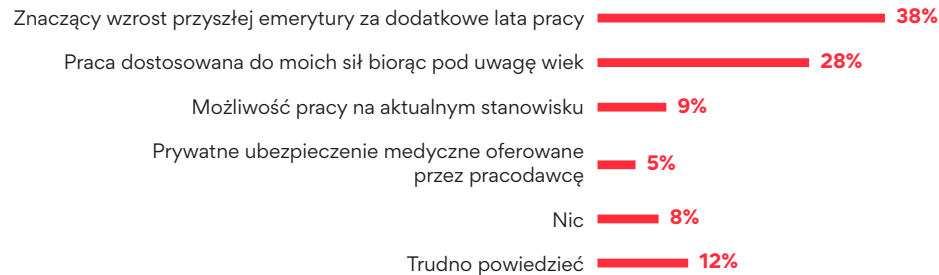 Znaczący wzrost przyszłej emerytury za dodatkowe lata pracy 38%
Praca dostosowana do moich sił biorąc pod uwagę wiek 28%
Możliwość pracy na aktualnym stanowisku 9%
Prywatne ubezpieczenie medyczne oferowane
przez pracodawcę 5%
Nic 8%
Trudno powiedzieć 12%